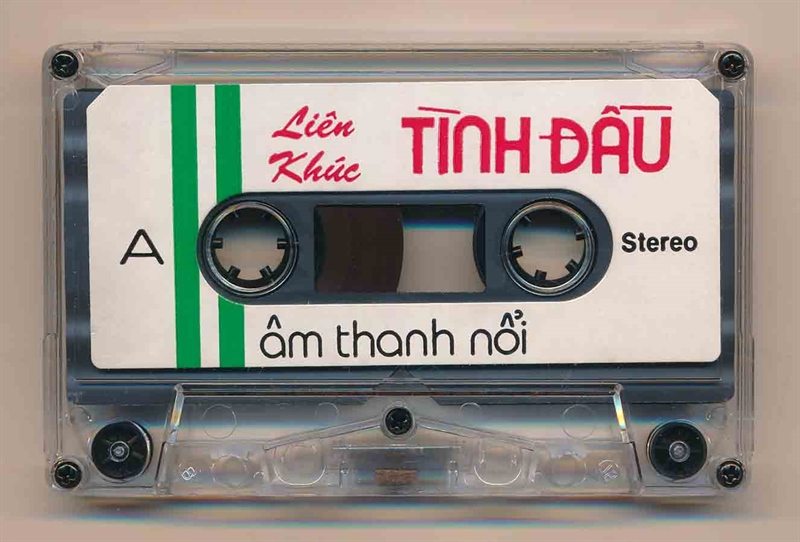 Liên
Khúc
TÌNH ĐẦU
A
Stereo
âm thanh nổi